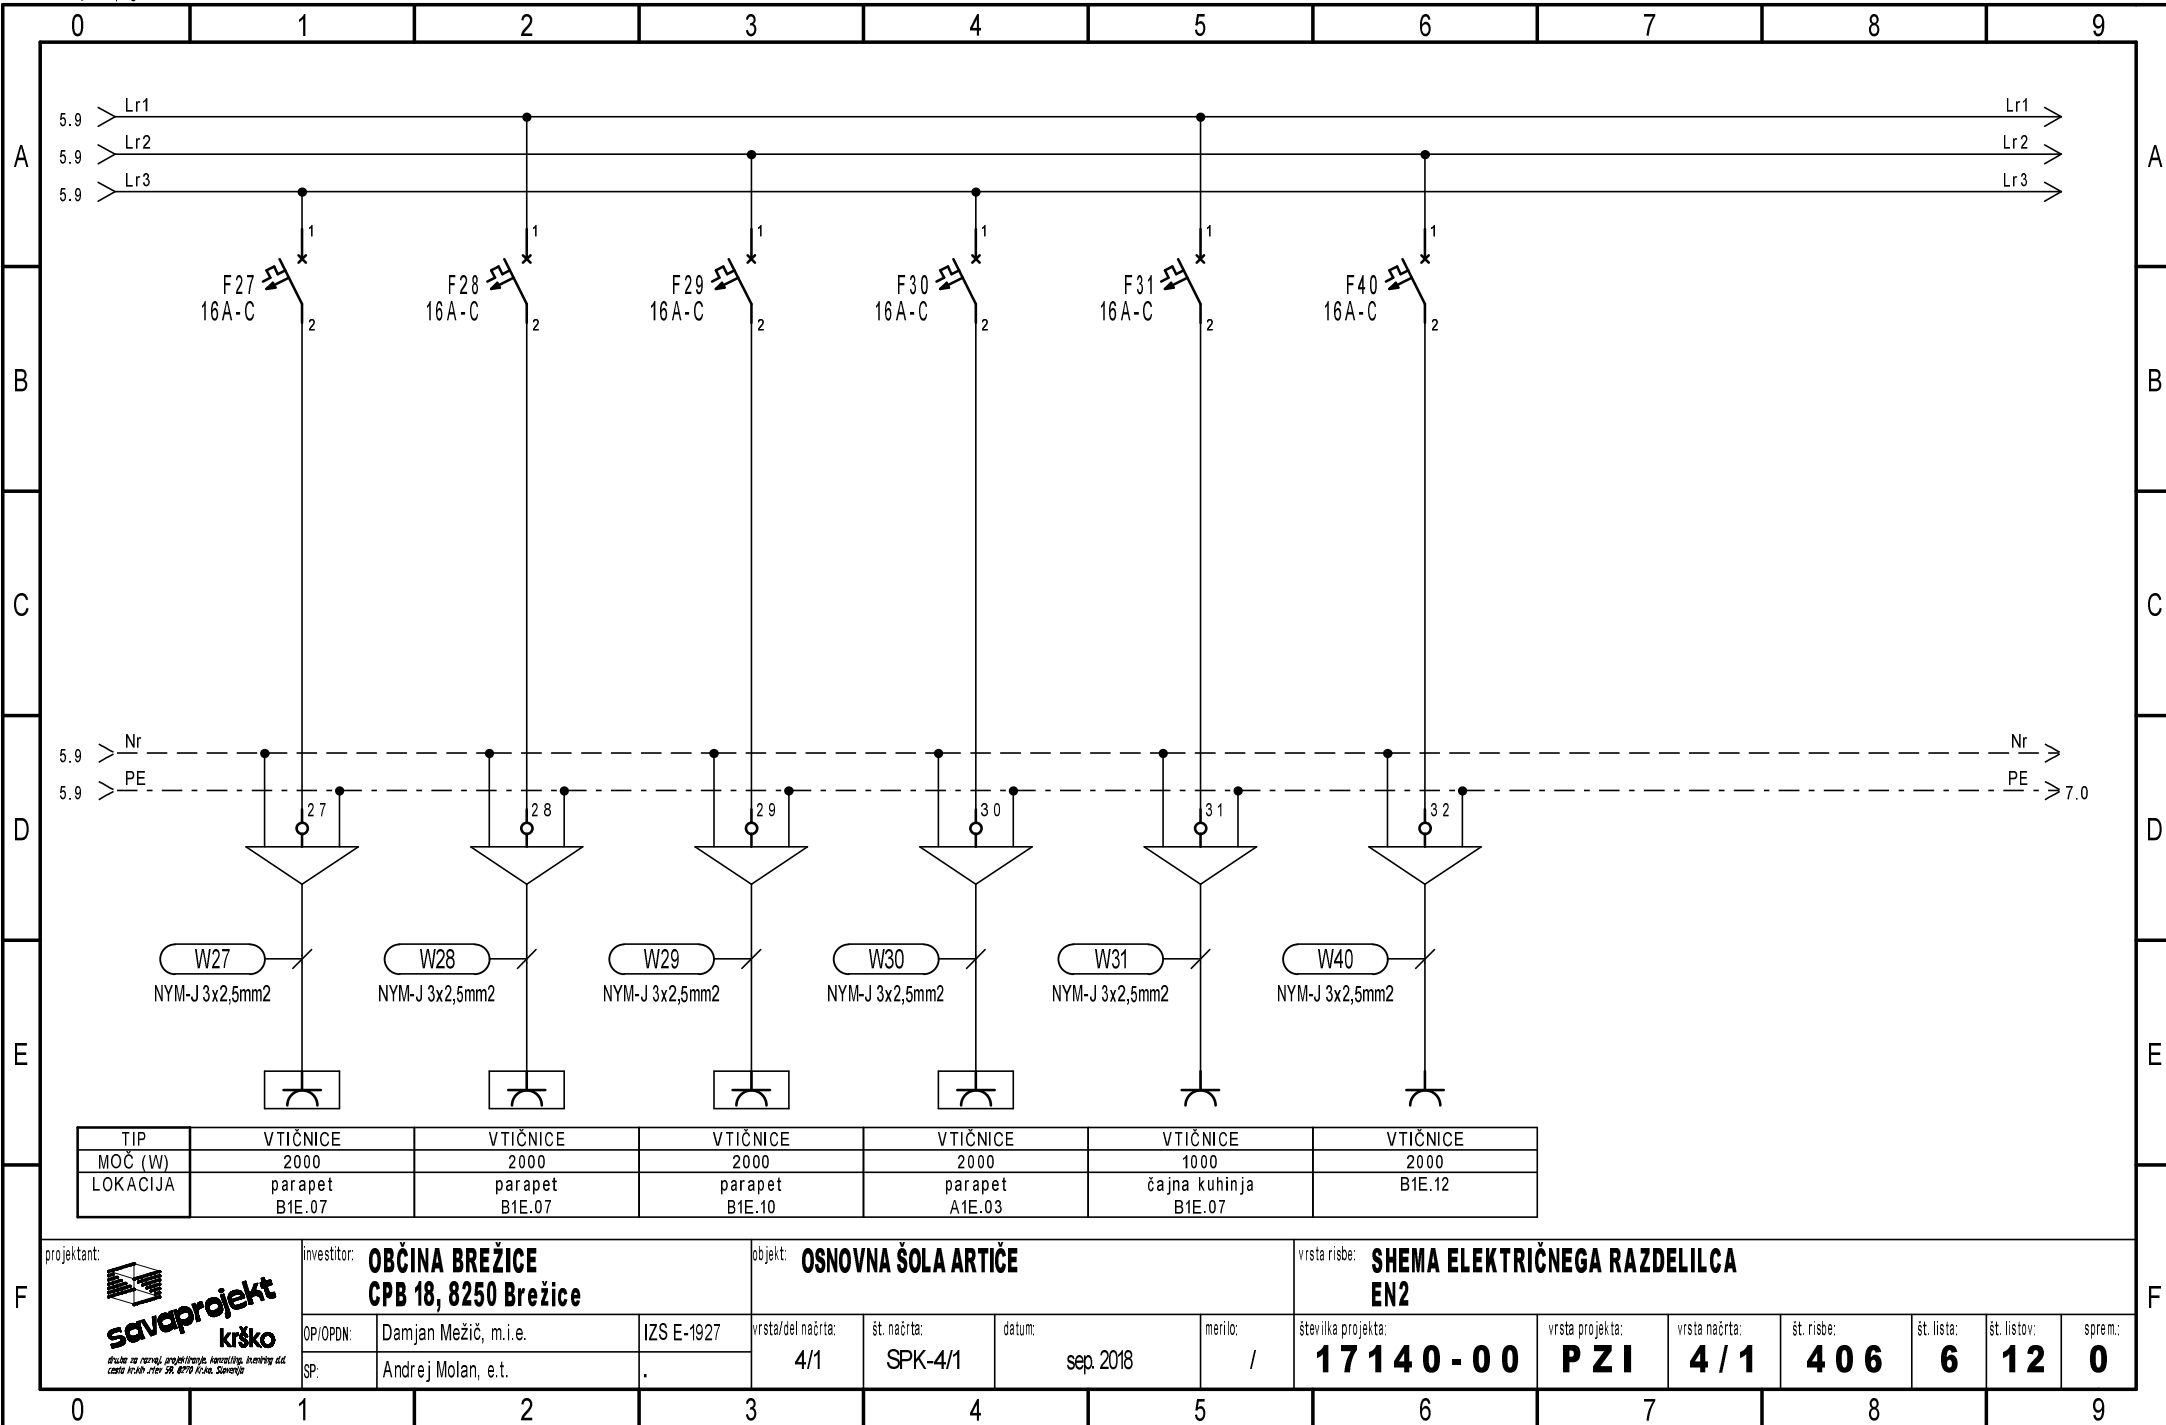 0 1 2 3 4 5 6 7 8 9
5.9 Lr1 Lr1
5.9 Lr2 Lr2
A A
5.9 Lr3 Lr3
1 1 1 1 1 1
F27 F28 F29 F30 F31 F40
16A-C 16A-C 16A-C 16A-C 16A-C 16A-C
2 2 2 2 2 2
B B
C C
5.9 Nr Nr
5.9 PE PE 7.0
27 28 29 30 31 32
D D
W27 W28 W29 W30 W31 W40
NYM-J 3x2,5mm2 NYM-J 3x2,5mm2 NYM-J 3x2,5mm2 NYM-J 3x2,5mm2 NYM-J 3x2,5mm2 NYM-J 3x2,5mm2
E E
TIP VTIČNICE VTIČNICE VTIČNICE VTIČNICE VTIČNICE VTIČNICE
MOČ (W) 2000 2000 2000 2000 1000 2000
LOKACIJA parapet parapet parapet parapet čajna kuhinja B1E.12
B1E.07 B1E.07 B1E.10 A1E.03 B1E.07
F F
projektant:
savaprojekt
krško
investitor: OBČINA BREŽICE
CPB 18, 8250 Brežice
objekt: OSNOVNA ŠOLA ARTIČE
vrsta risbe: SHEMA ELEKTRIČNEGA RAZDELILCA
EN2
OP/OPDN: Damjan Mežič, m.i.e. IZS E-1927
SP: Andrej Molan, e.t. .
vrsta/del načrta: št. načrta: datum: merilo: številka projekta: vrsta projekta: vrsta načrta: št. risbe: št. lista: št. listov: sprem.:
4/1 SPK-4/1 sep. 2018 / 17140-00 PZI 4/1 406 6 12 0
0 1 2 3 4 5 6 7 8 9